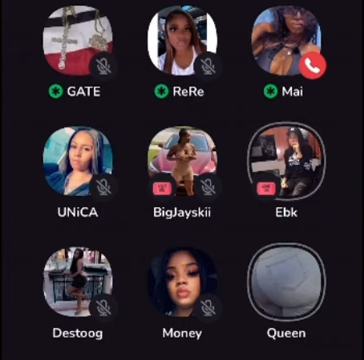 GATE
ReRe
Mai
UNiCA
BigJayskii
Ebk
Destoog
Money
Queen